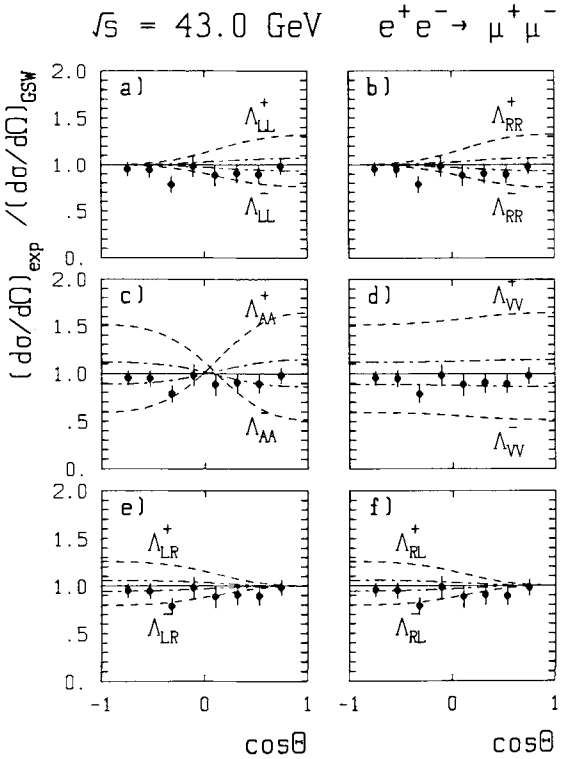 √s = 43.0 GeV e⁺e⁻ → μ⁺μ⁻
(dσ/dΩ)exp / (dσ/dΩ)GSW
2.0
1.5
1.0
.5
0.
a)
Λ⁺LL
Λ⁻LL
b)
Λ⁺RR
Λ⁻RR
2.0
1.5
1.0
.5
0.
c)
Λ⁺AA
Λ⁻AA
d)
Λ⁺VV
Λ⁻VV
2.0
1.5
1.0
.5
0.
e)
Λ⁺LR
Λ⁻LR
f)
Λ⁺RL
Λ⁻RL
-1 0 1
-1 0 1
cosΘ
cosΘ